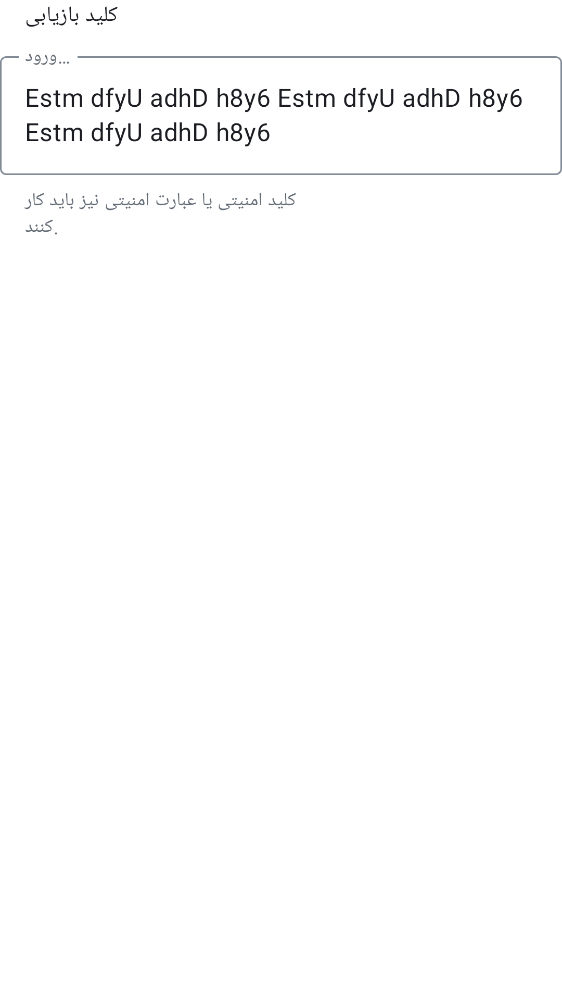 کلید بازیابی
ورود...
Estm dfyU adhD h8y6 Estm dfyU adhD h8y6
Estm dfyU adhD h8y6
کلید امنیتی یا عبارت امنیتی نیز باید کار
کنند.